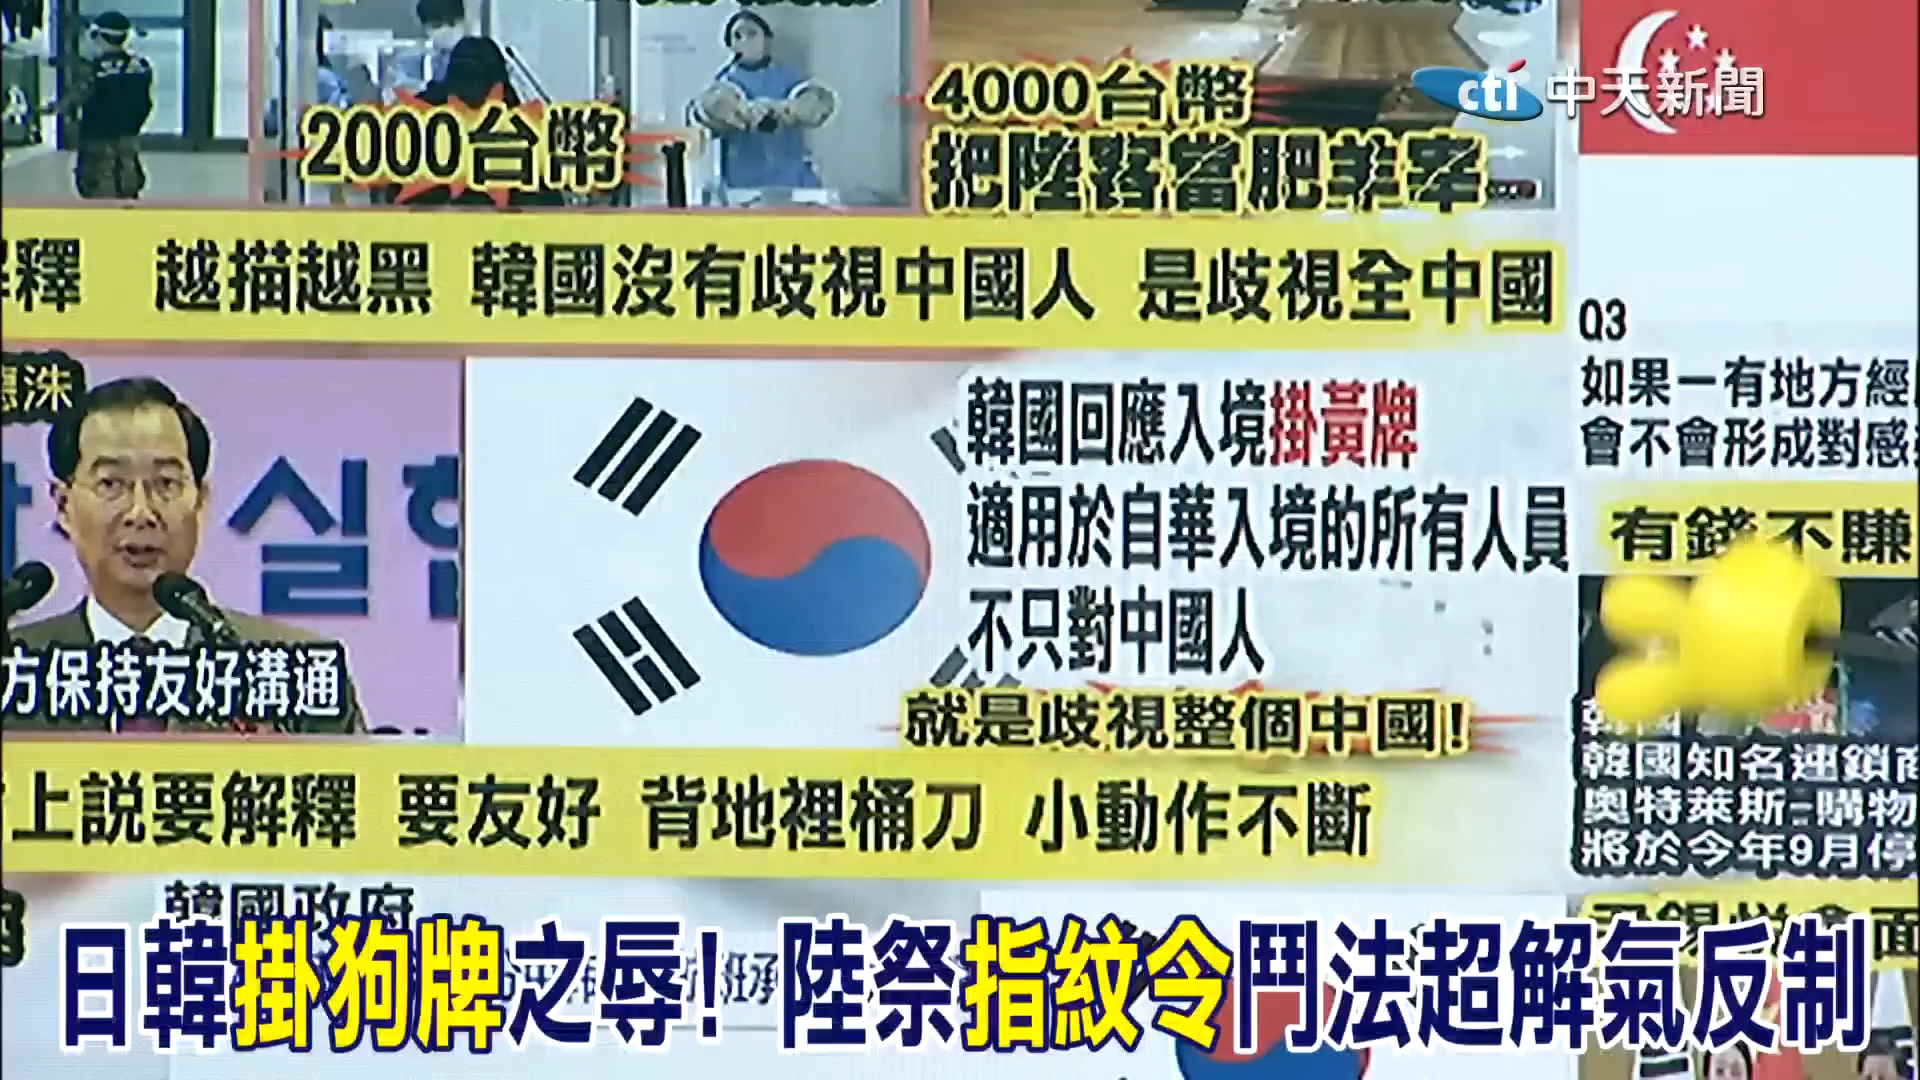 2000台幣
4000台幣
把陸客當肥羊宰
cti 中天新聞
釋 越描越黑 韓國沒有歧視中國人 是歧視全中國
Q3
如果一有地方經
會不會形成對感
洙
실험
韓國回應入境掛黃牌
適用於自華入境的所有人員
不只對中國人
就是歧視整個中國!
方保持友好溝通
有錢不賺
韓國知名連鎖商
奧特萊斯-購物
將於今年9月停
上說要解釋 要友好 背地裡桶刀 小動作不斷
韓國政府
日韓掛狗牌之辱! 陸祭指紋令鬥法超解氣反制